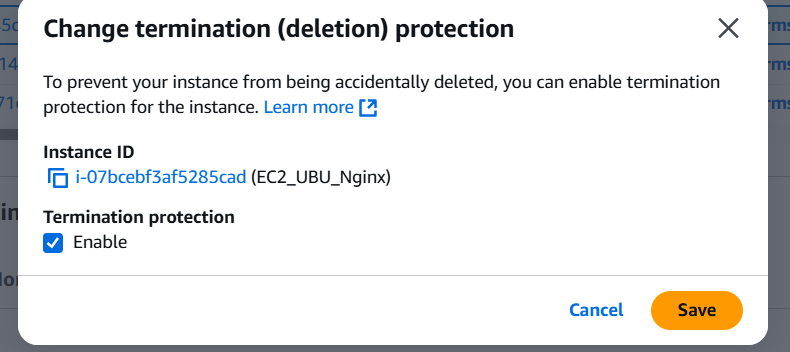 Change termination (deletion) protection
To prevent your instance from being accidentally deleted, you can enable termination
protection for the instance. Learn more
Instance ID
i-07bcebf3af5285cad (EC2_UBU_Nginx)
Termination protection
Enable
Cancel
Save